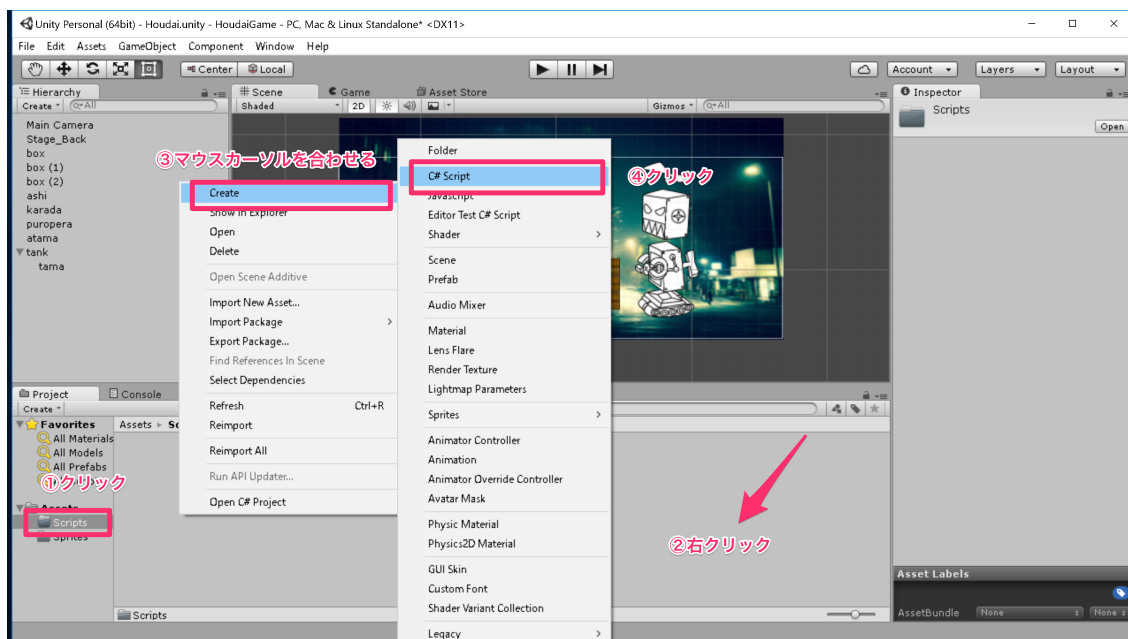 Unity Personal (64bit) - Houdai.unity - HoudaiGame - PC, Mac & Linux Standalone* <DX11>
File Edit Assets GameObject Component Window Help
Center Local Account Layers Layout
Hierarchy
Create All
Main Camera
Stage_Back
box
box (1)
box (2)
ashi
karada
puropera
atama
tank
tama
Scene Game Asset Store
Shaded 2D Gizmos All
Inspector
Scripts
Open
③マウスカーソルを合わせる
Create
Show in Explorer
Open
Delete
Open Scene Additive
Import New Asset...
Import Package
Export Package...
Find References In Scene
Select Dependencies
Refresh Ctrl+R
Reimport
Reimport All
Run API Updater...
Open C# Project
Folder
C# Script
Javascript
Editor Test C# Script
Shader
Scene
Prefab
Audio Mixer
Material
Lens Flare
Render Texture
Lightmap Parameters
Sprites
Animator Controller
Animation
Animator Override Controller
Avatar Mask
Physic Material
Physics2D Material
GUI Skin
Custom Font
Shader Variant Collection
Legacy
④クリック
Project Console
Create
Favorites
All Materials
All Models
All Prefabs
①クリック
Assets
Scripts
Sprites
Assets
Scripts
②右クリック
Asset Labels
AssetBundle None None